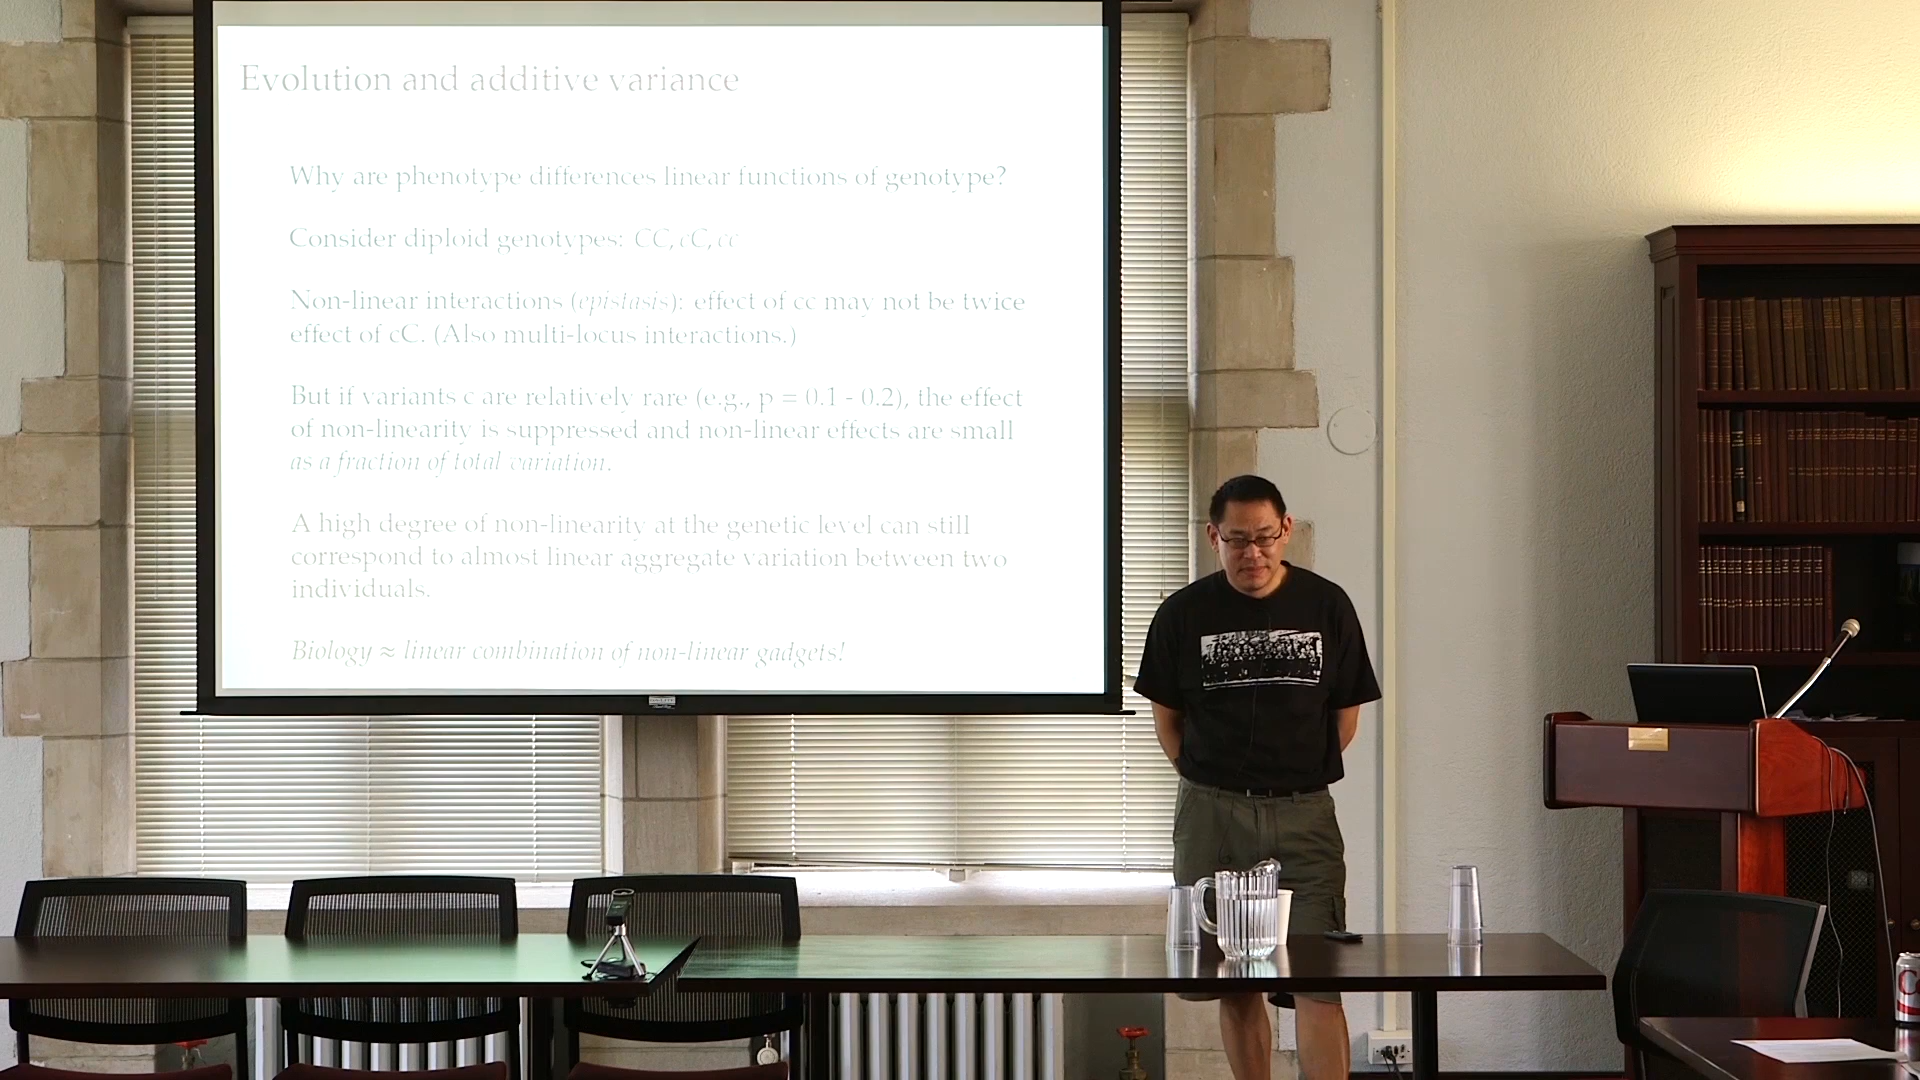 Evolution and additive variance
Why are phenotype differences linear functions of genotype?
Consider diploid genotypes: CC, cC, cc
Non-linear interactions (epistasis): effect of cc may not be twice
effect of cC. (Also multi-locus interactions.)
But if variants c are relatively rare (e.g., p = 0.1 - 0.2), the effect
of non-linearity is suppressed and non-linear effects are small
as a fraction of total variation.
A high degree of non-linearity at the genetic level can still
correspond to almost linear aggregate variation between two
individuals.
Biology ≈ linear combination of non-linear gadgets!